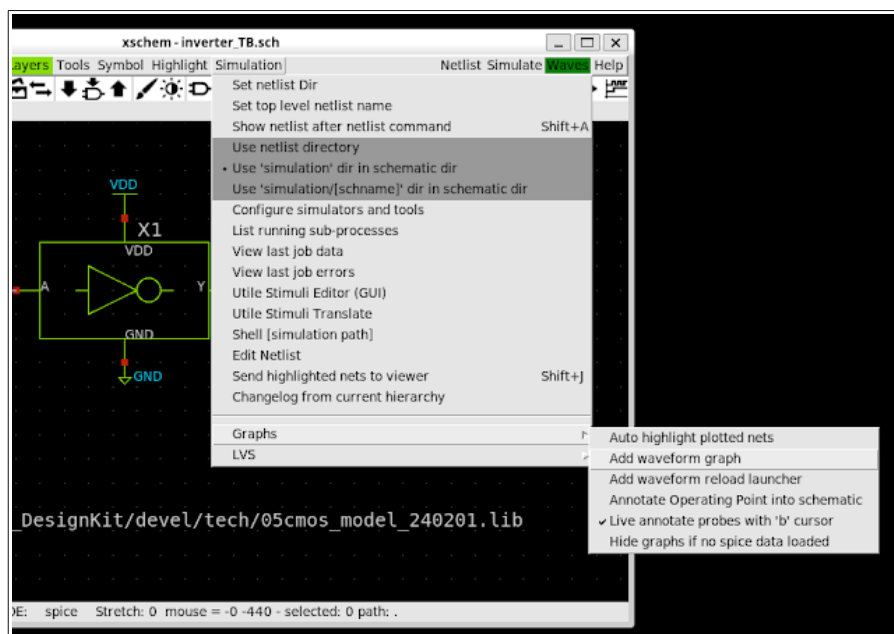 xschem - inverter_TB.sch
ayers Tools Symbol Highlight Simulation Netlist Simulate Waves Help
Set netlist Dir
Set top level netlist name
Show netlist after netlist command Shift+A
Use netlist directory
• Use 'simulation' dir in schematic dir
Use 'simulation/[schname]' dir in schematic dir
Configure simulators and tools
List running sub-processes
View last job data
View last job errors
Utile Stimuli Editor (GUI)
Utile Stimuli Translate
Shell [simulation path]
Edit Netlist
Send highlighted nets to viewer Shift+J
Changelog from current hierarchy
Graphs
LVS
Auto highlight plotted nets
Add waveform graph
Add waveform reload launcher
Annotate Operating Point into schematic
✓ Live annotate probes with 'b' cursor
Hide graphs if no spice data loaded
VDD
X1
VDD
A
Y
GND
GND
_DesignKit/devel/tech/05cmos_model_240201.lib
DE: spice Stretch: 0 mouse = -0 -440 - selected: 0 path: .